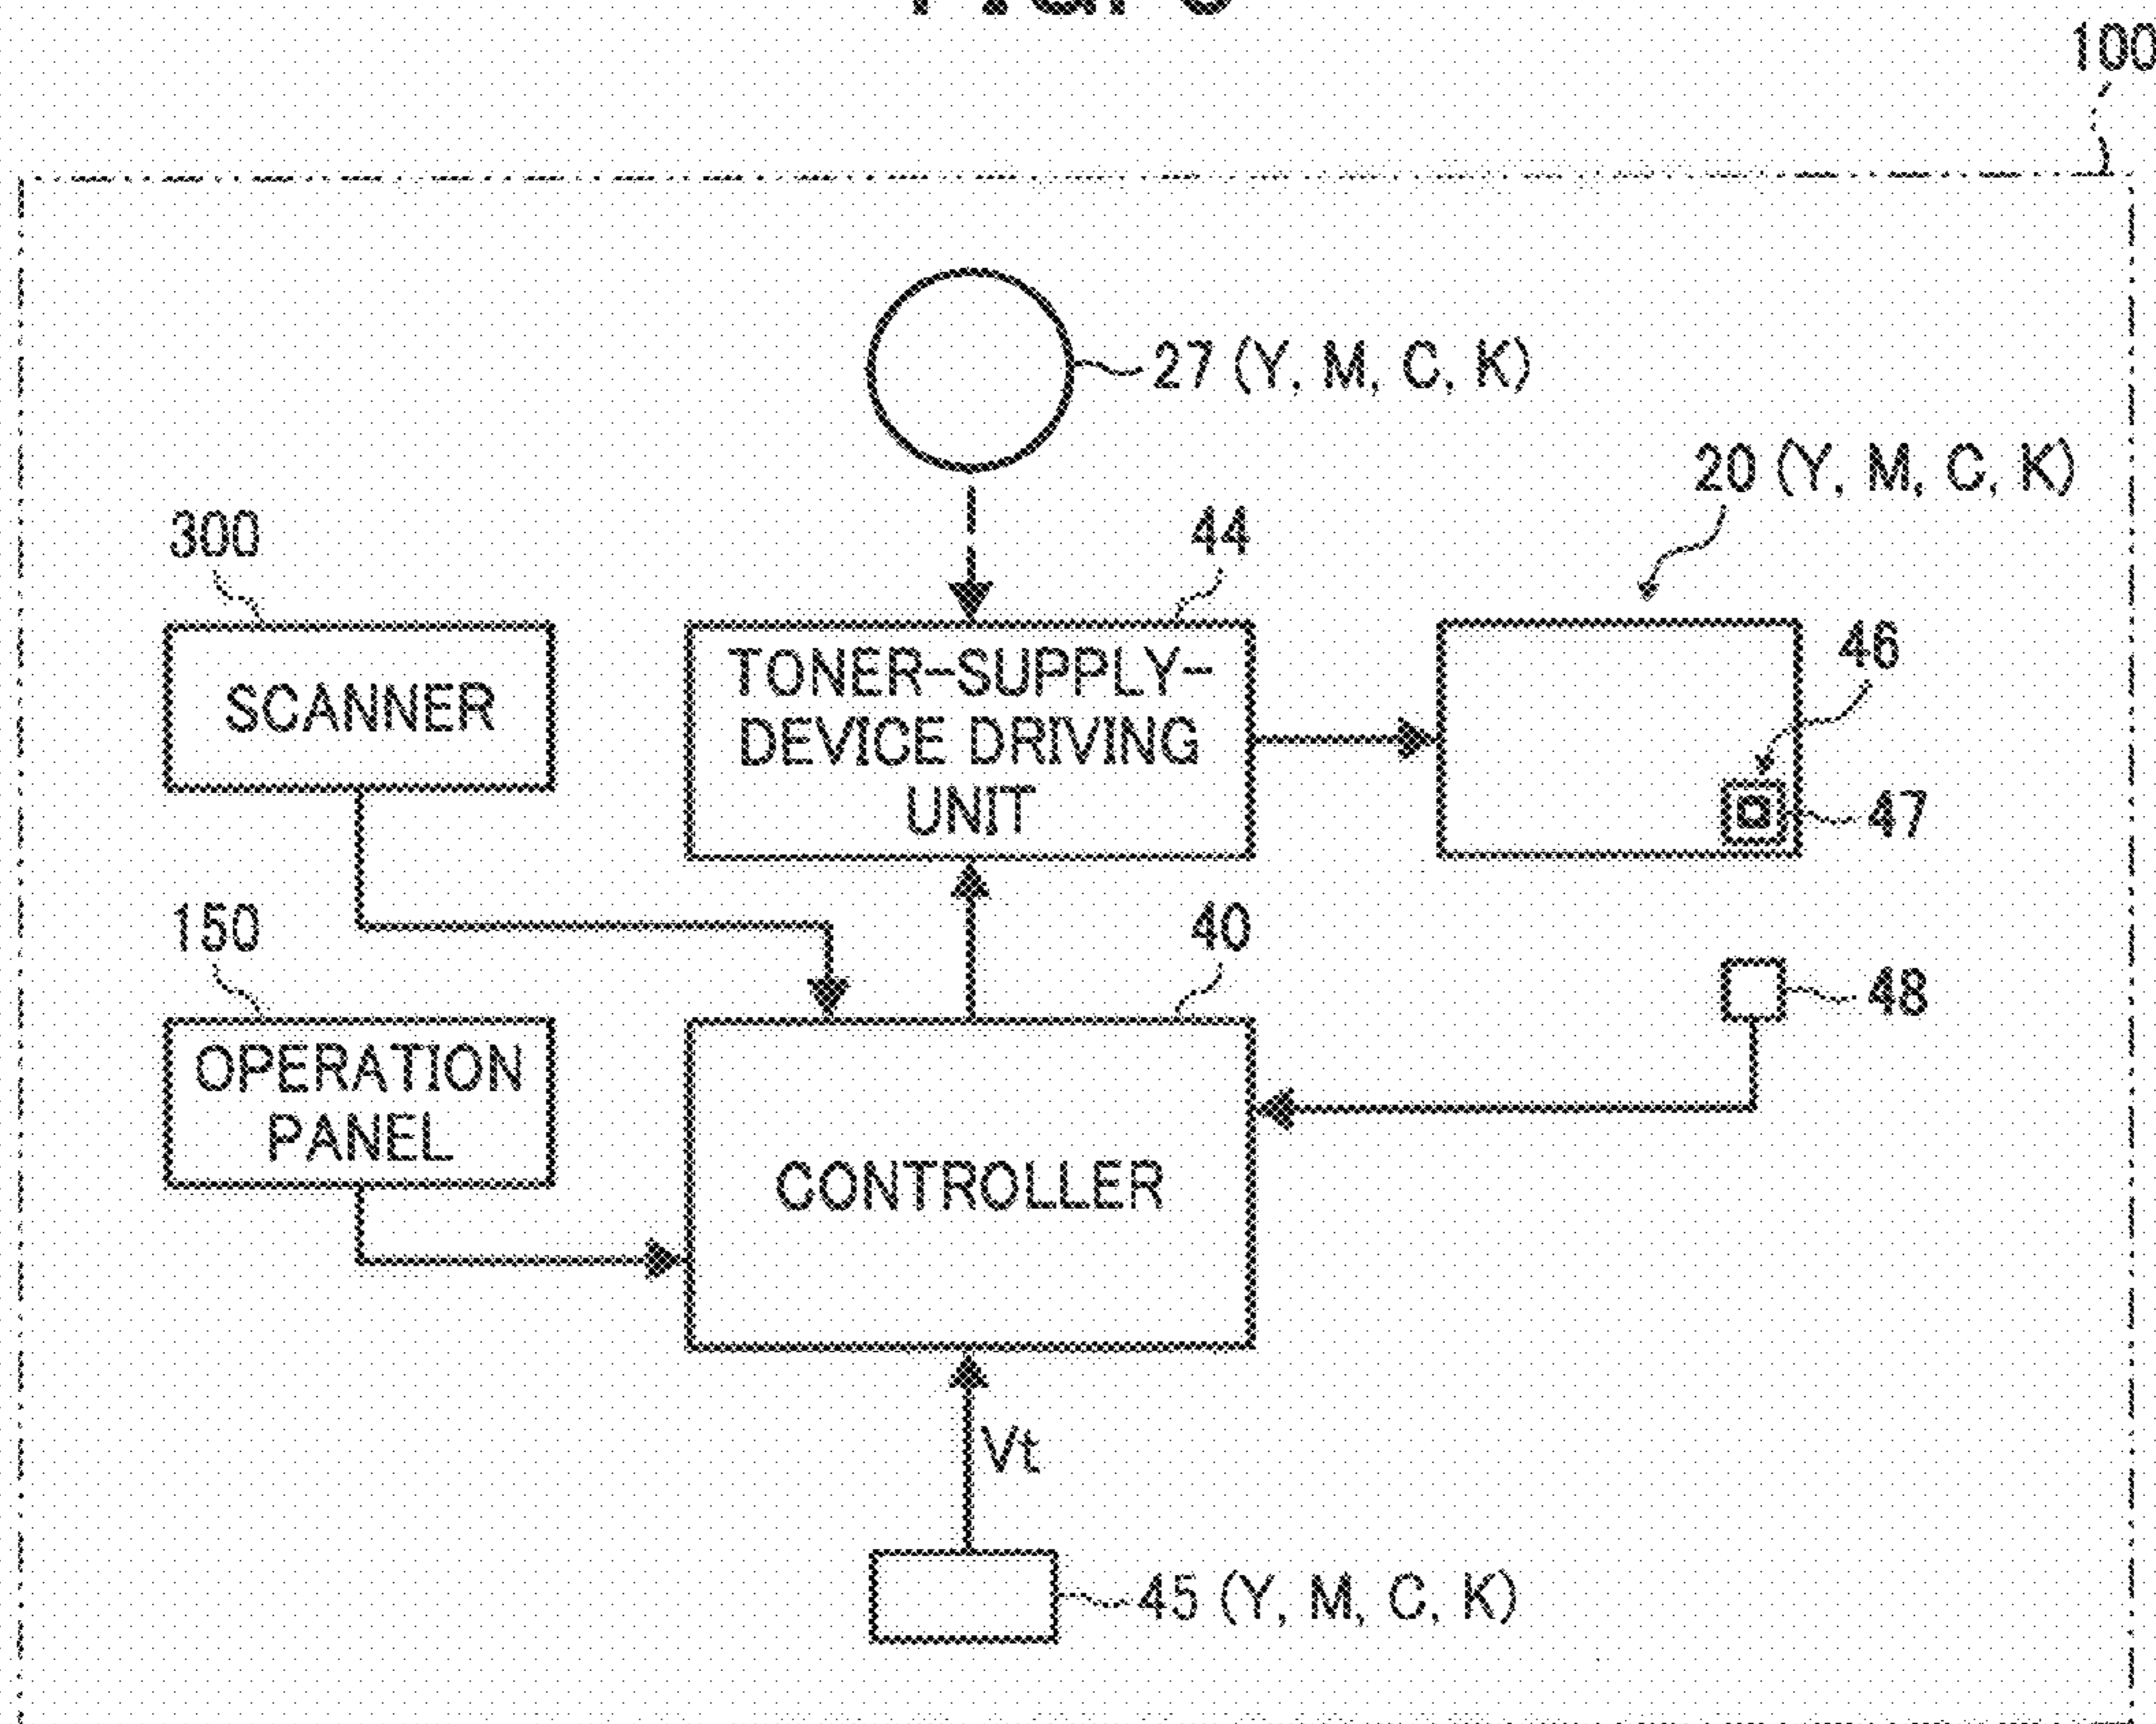 100
27 (Y, M, C, K)
20 (Y, M, C, K)
300
44
46
SCANNER
TONER-SUPPLY-
DEVICE DRIVING
UNIT
47
150
40
48
OPERATION
PANEL
CONTROLLER
Vt
45 (Y, M, C, K)